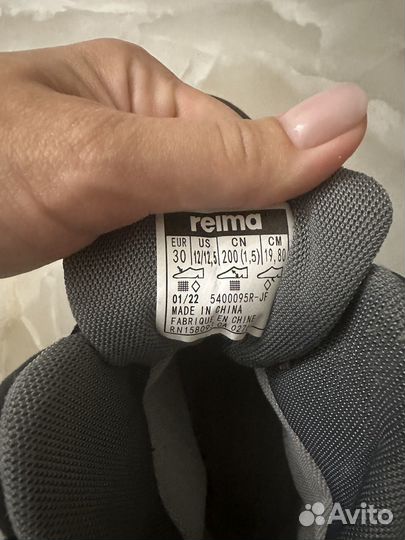 reima
EUR US CN CM
30 12/12,5 200(1,5) 19,80
01/22 5400095R-JF
MADE IN CHINA
FABRIQUÉ EN CHINE
Avito